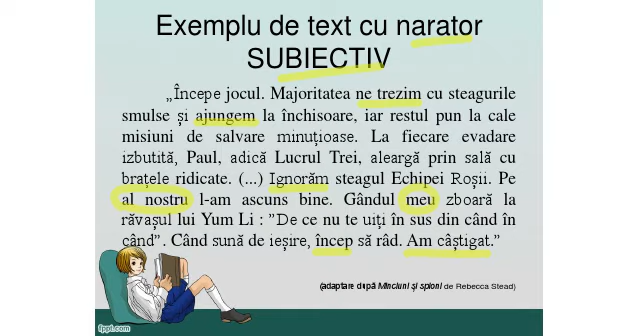 Exemplu de text cu narator
SUBIECTIV
„Începe jocul. Majoritatea ne trezim cu steagurile
smulse și ajungem la închisoare, iar restul pun la cale
misiuni de salvare minuțioase. La fiecare evadare
izbutită, Paul, adică Lucrul Trei, aleargă prin sală cu
brațele ridicate. (...) Ignorăm steagul Echipei Roșii. Pe
al nostru l-am ascuns bine. Gândul meu zboară la
răvașul lui Yum Li : ”De ce nu te uiți în sus din când în
când”. Când sună de ieșire, încep să râd. Am câștigat.”
(adaptare după Minciuni și spioni de Rebecca Stead)
fppt.com